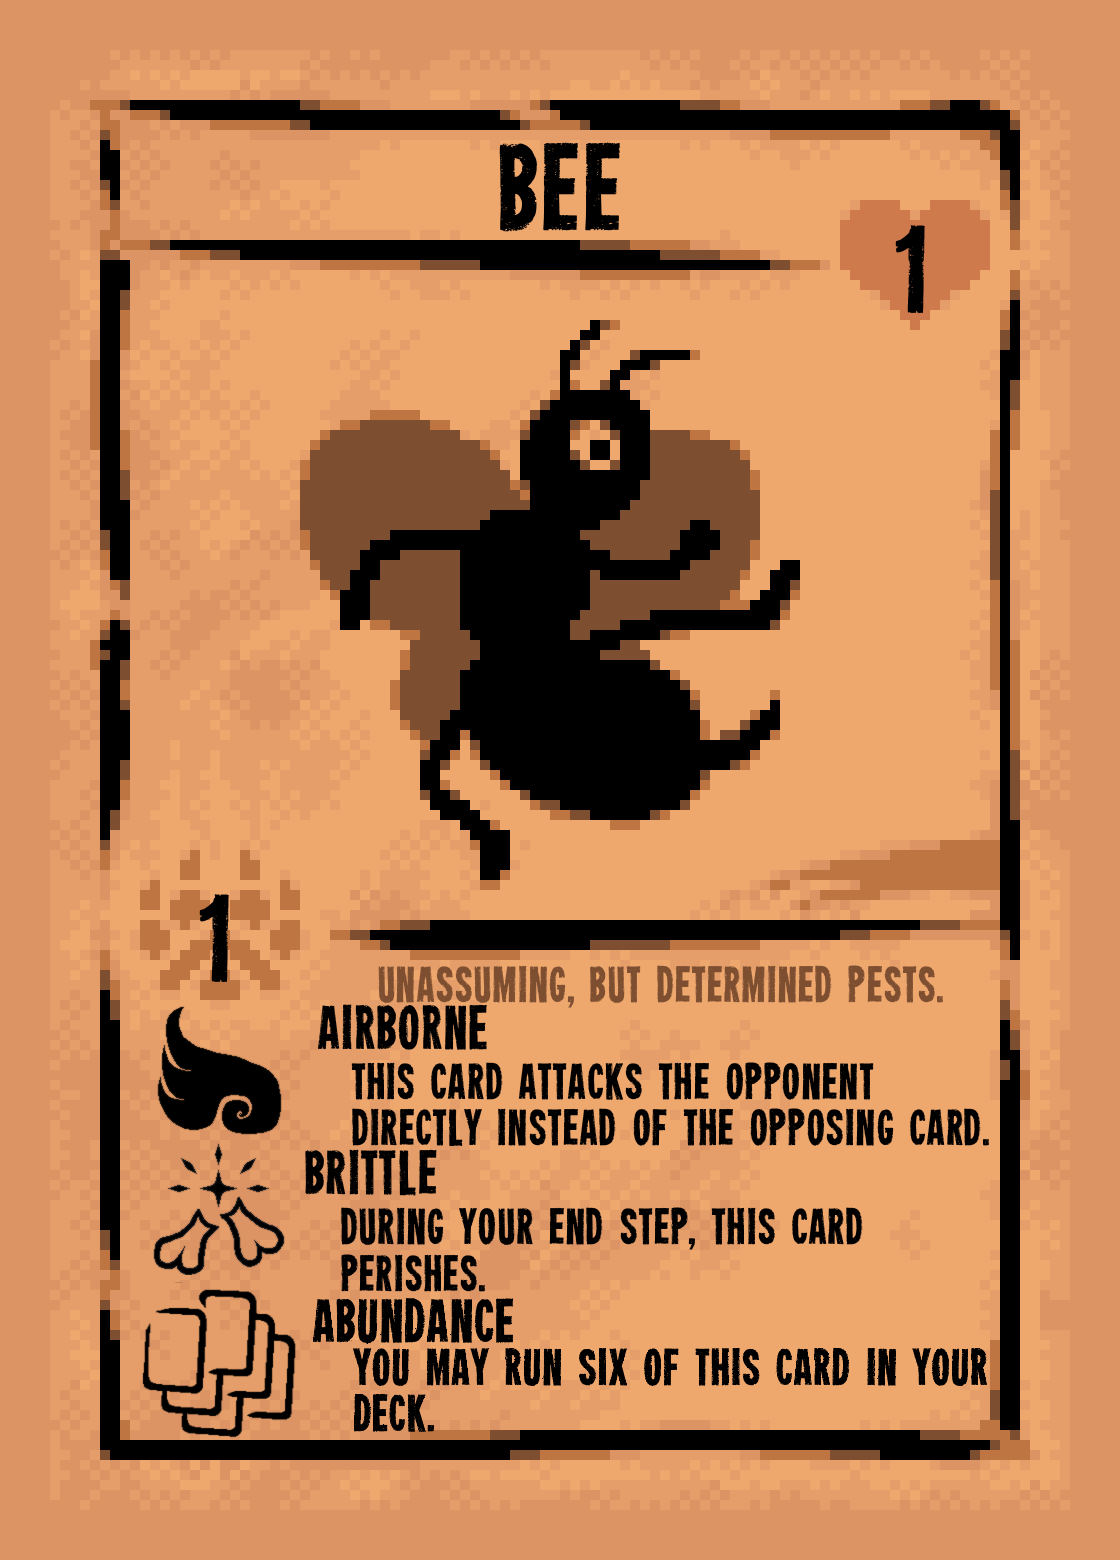 BEE
1
1
UNASSUMING, BUT DETERMINED PESTS.
AIRBORNE
THIS CARD ATTACKS THE OPPONENT
DIRECTLY INSTEAD OF THE OPPOSING CARD.
BRITTLE
DURING YOUR END STEP, THIS CARD
PERISHES.
ABUNDANCE
YOU MAY RUN SIX OF THIS CARD IN YOUR
DECK.